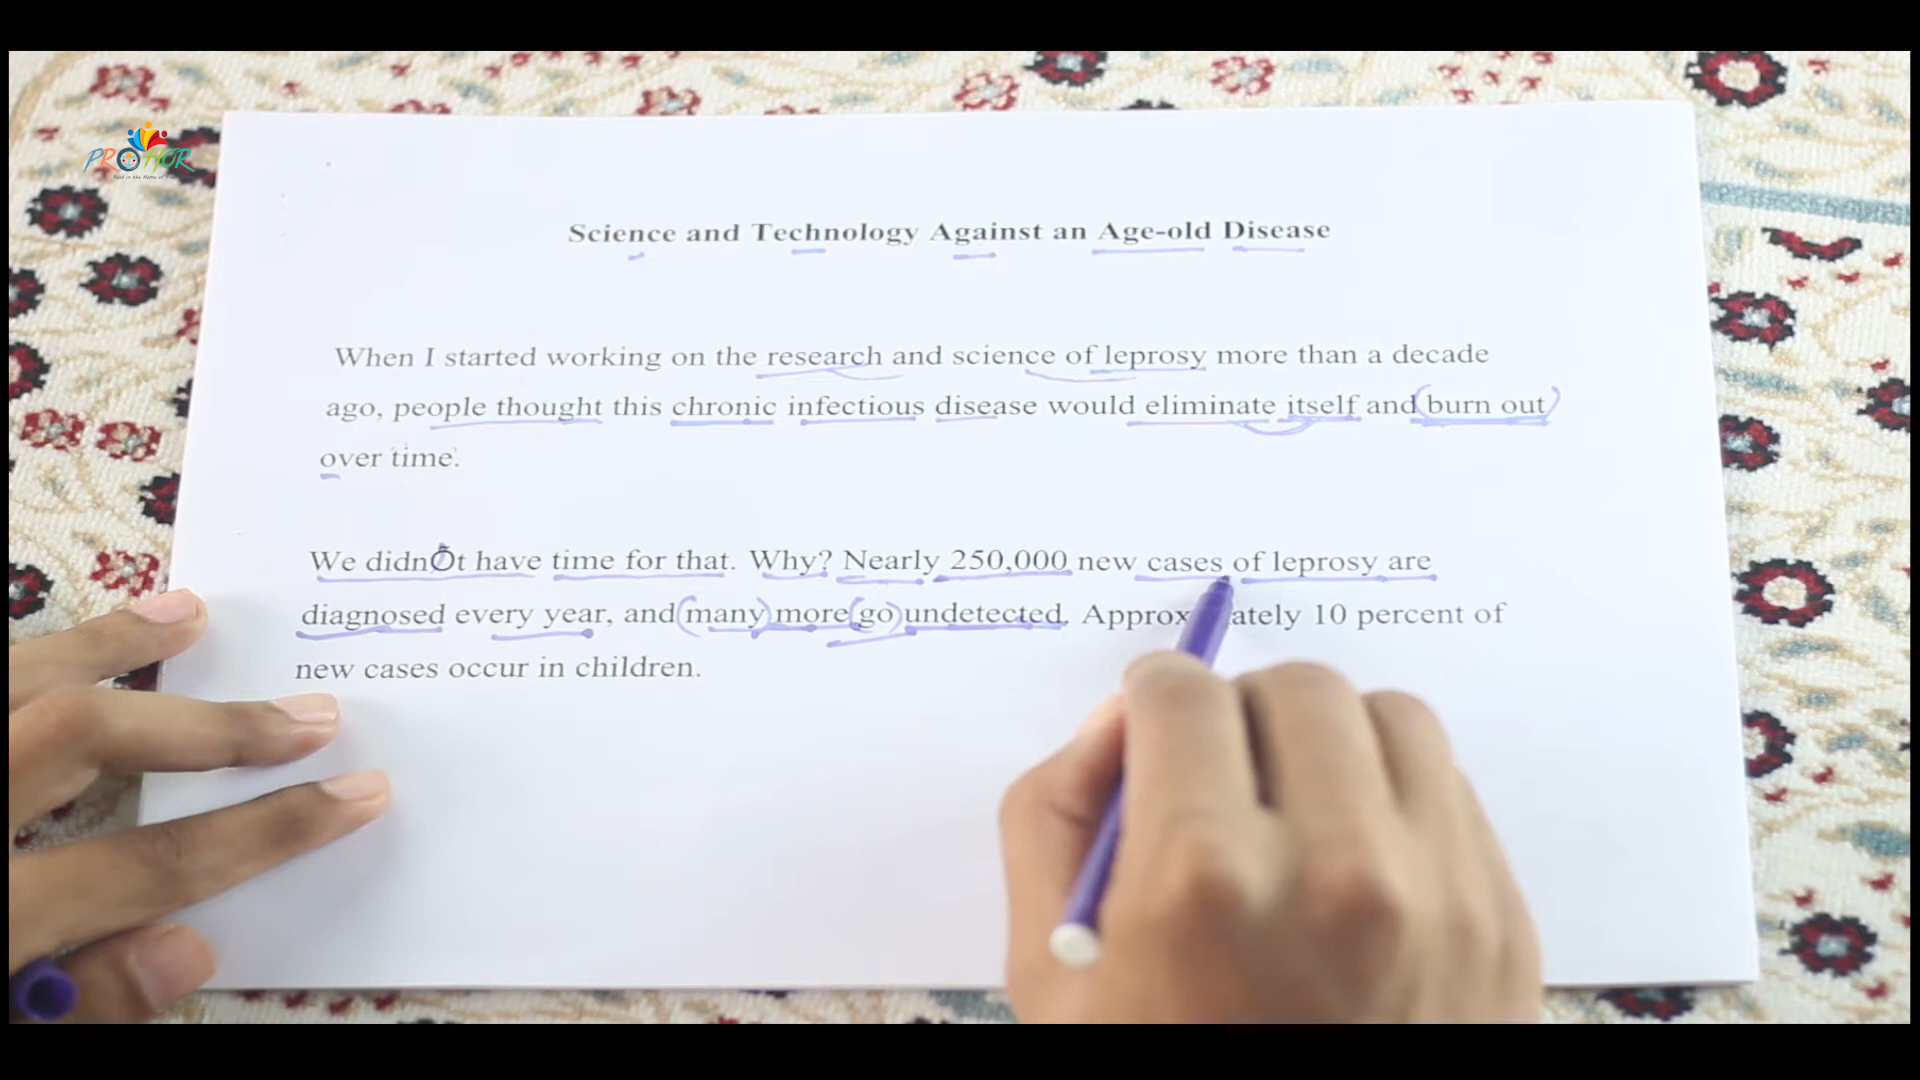 PROHOR
Science and Technology Against an Age-old Disease
When I started working on the research and science of leprosy more than a decade
ago, people thought this chronic infectious disease would eliminate itself and burn out
over time.
We didnÕt have time for that. Why? Nearly 250,000 new cases of leprosy are
diagnosed every year, and many more go undetected. Approx ately 10 percent of
new cases occur in children.